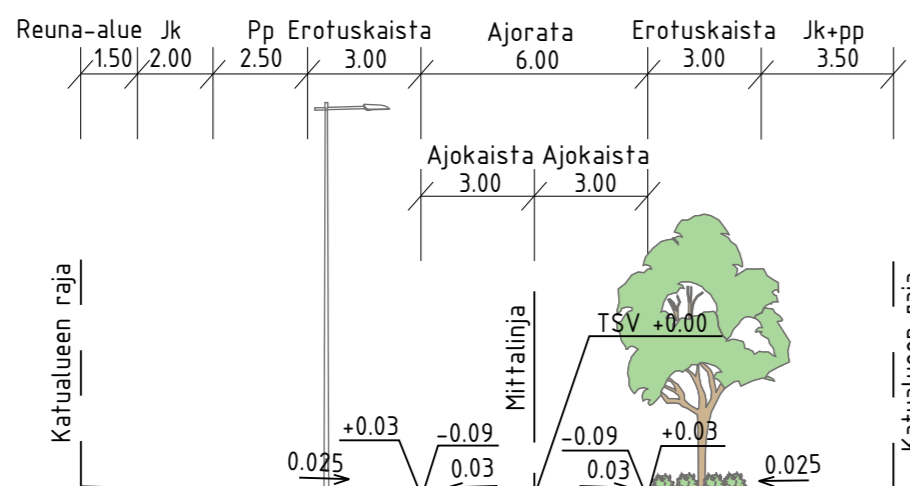 Reuna-alue Jk Pp Erotuskaista Ajorata Erotuskaista Jk+pp
1.50 2.00 2.50 3.00 6.00 3.00 3.50
Ajokaista Ajokaista
3.00 3.00
Katualueen raja
Mittalinja
TSV +0.00
Katualueen raja
+0.03 -0.09 -0.09 +0.03
0.025 0.03 0.03 0.025